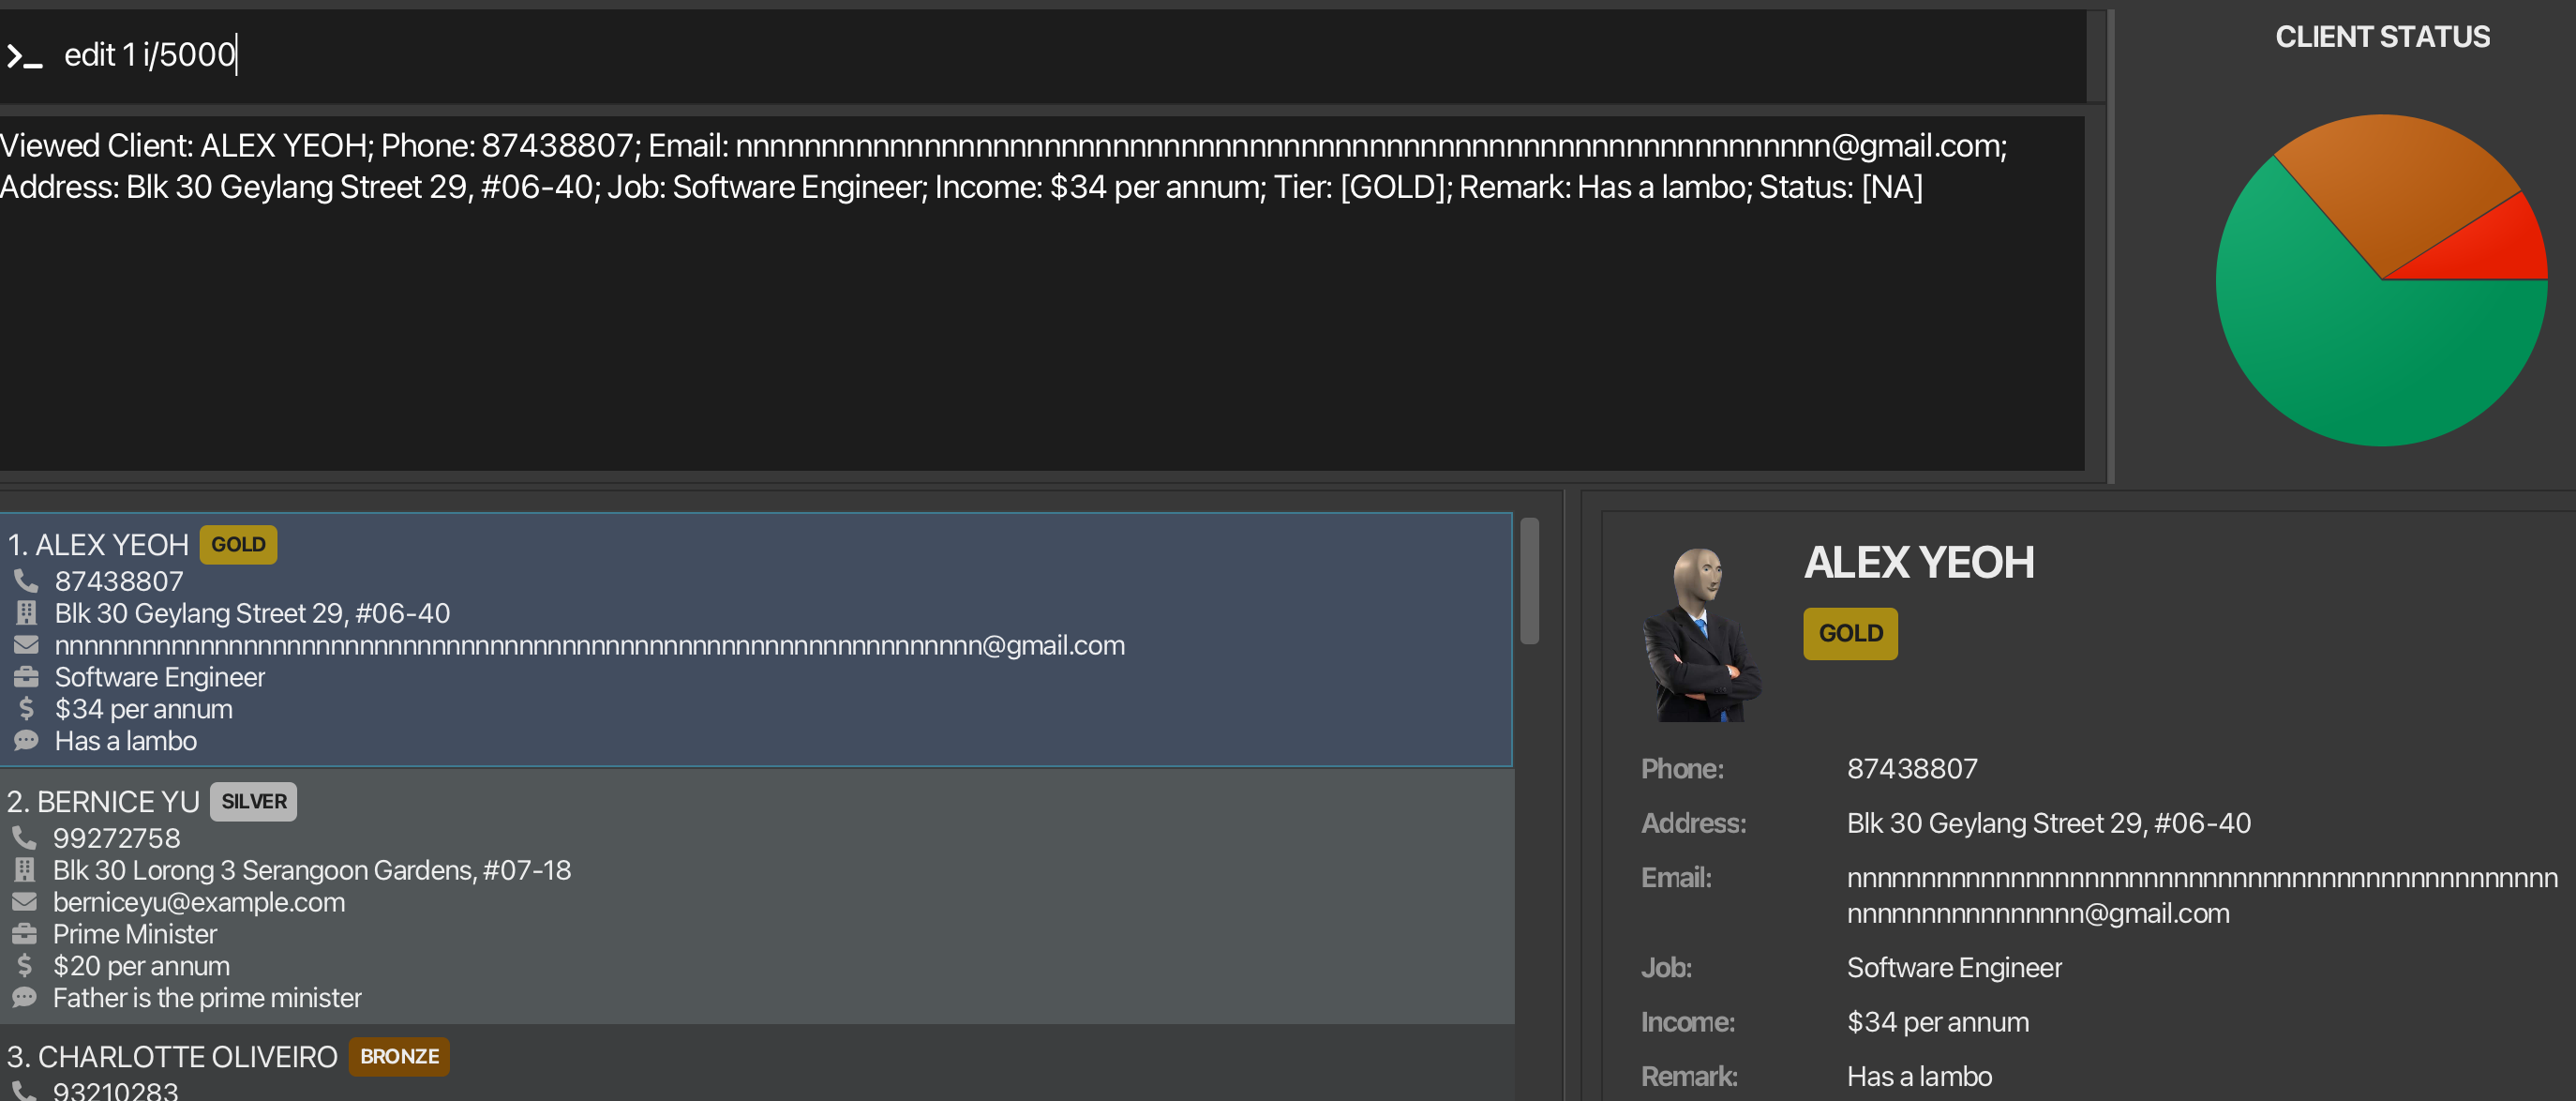 edit 1 i/5000
CLIENT STATUS
Viewed Client: ALEX YEOH; Phone: 87438807; Email: nnnnnnnnnnnnnnnnnnnnnnnnnnnnnnnnnnnnnnnnnnnnnnnnnnnnnnnnnnnnnnnn@gmail.com;
Address: Blk 30 Geylang Street 29, #06-40; Job: Software Engineer; Income: $34 per annum; Tier: [GOLD]; Remark: Has a lambo; Status: [NA]
1. ALEX YEOH GOLD
87438807
Blk 30 Geylang Street 29, #06-40
nnnnnnnnnnnnnnnnnnnnnnnnnnnnnnnnnnnnnnnnnnnnnnnnnnnnnnnnnnnnnnnn@gmail.com
Software Engineer
$34 per annum
Has a lambo
2. BERNICE YU SILVER
99272758
Blk 30 Lorong 3 Serangoon Gardens, #07-18
berniceyu@example.com
Prime Minister
$20 per annum
Father is the prime minister
3. CHARLOTTE OLIVEIRO BRONZE
93210283
ALEX YEOH
GOLD
Phone: 87438807
Address: Blk 30 Geylang Street 29, #06-40
Email: nnnnnnnnnnnnnnnnnnnnnnnnnnnnnnnnnnnnnnnnnnnnnnnn
nnnnnnnnnnnnnnnn@gmail.com
Job: Software Engineer
Income: $34 per annum
Remark: Has a lambo